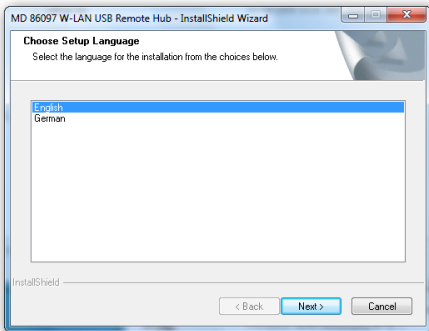 MD 86097 W-LAN USB Remote Hub - InstallShield Wizard
Choose Setup Language
Select the language for the installation from the choices below.
English
German
InstallShield
< Back
Next >
Cancel